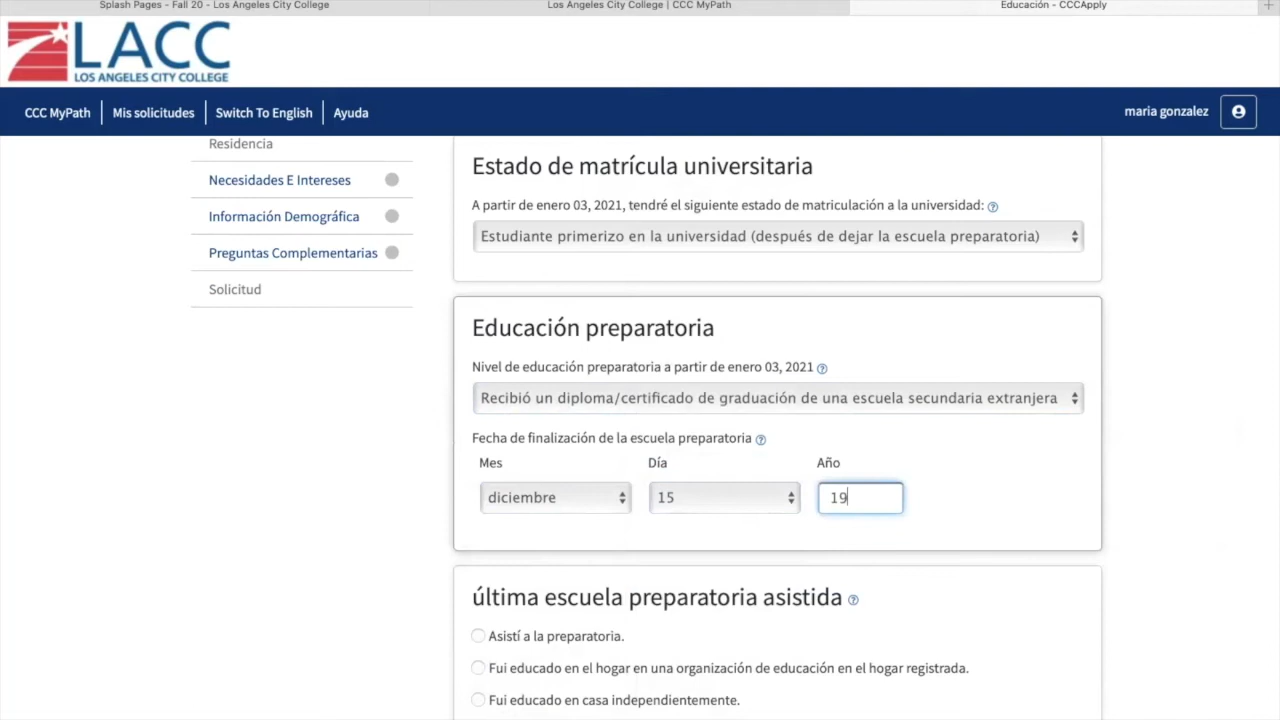 Splash Pages - Fall 20 - Los Angeles City College
Los Angeles City College | CCC MyPath
Educación - CCCApply
LACC
LOS ANGELES CITY COLLEGE
CCC MyPath
Mis solicitudes
Switch To English
Ayuda
maria gonzalez
Residencia
Necesidades E Intereses
Información Demográfica
Preguntas Complementarias
Solicitud
Estado de matrícula universitaria
A partir de enero 03, 2021, tendré el siguiente estado de matriculación a la universidad:
Estudiante primerizo en la universidad (después de dejar la escuela preparatoria)
Educación preparatoria
Nivel de educación preparatoria a partir de enero 03, 2021
Recibió un diploma/certificado de graduación de una escuela secundaria extranjera
Fecha de finalización de la escuela preparatoria
Mes
Día
Año
diciembre
15
19
última escuela preparatoria asistida
Asistí a la preparatoria.
Fui educado en el hogar en una organización de educación en el hogar registrada.
Fui educado en casa independientemente.